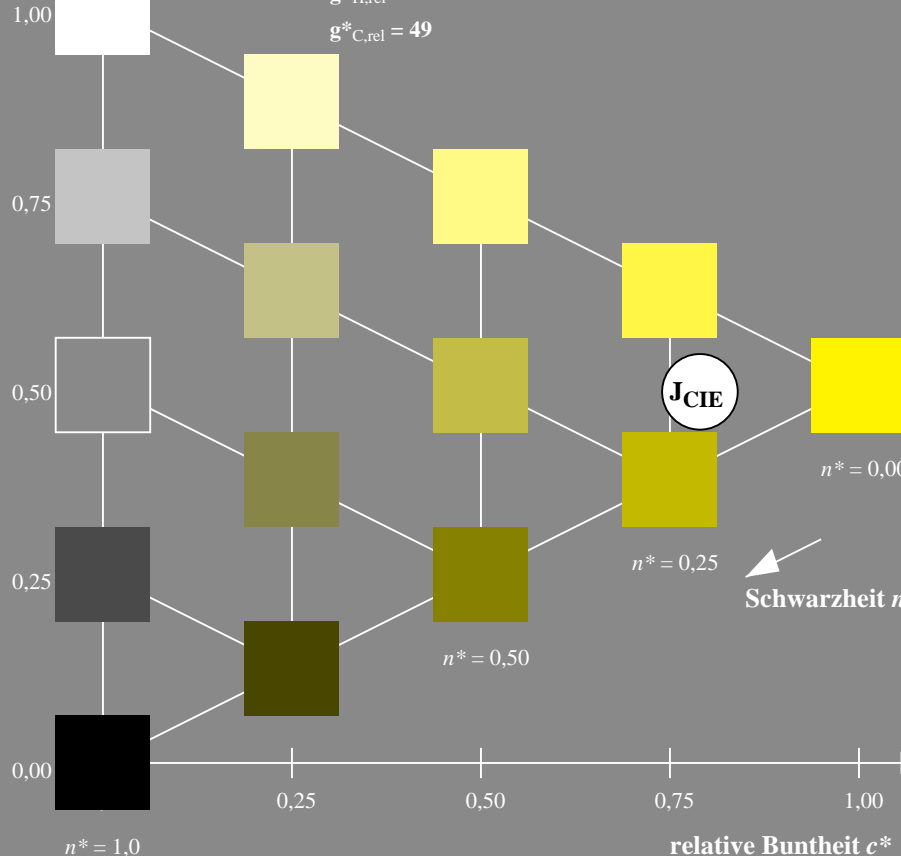 1,00
g*C,rel = 49
0,75
0,50
JCIE
n* = 0,00
n* = 0,25
0,25
Schwarzheit n
n* = 0,50
0,00
0,25
0,50
0,75
1,00
n* = 1,0
relative Buntheit c*